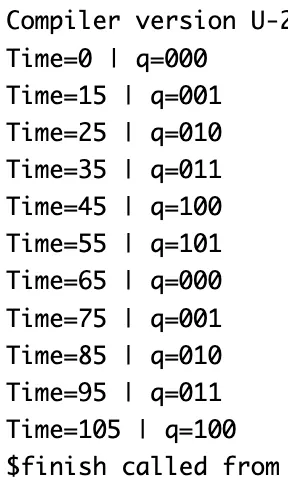 Compiler version U-2
Time=0 | q=000
Time=15 | q=001
Time=25 | q=010
Time=35 | q=011
Time=45 | q=100
Time=55 | q=101
Time=65 | q=000
Time=75 | q=001
Time=85 | q=010
Time=95 | q=011
Time=105 | q=100
$finish called from